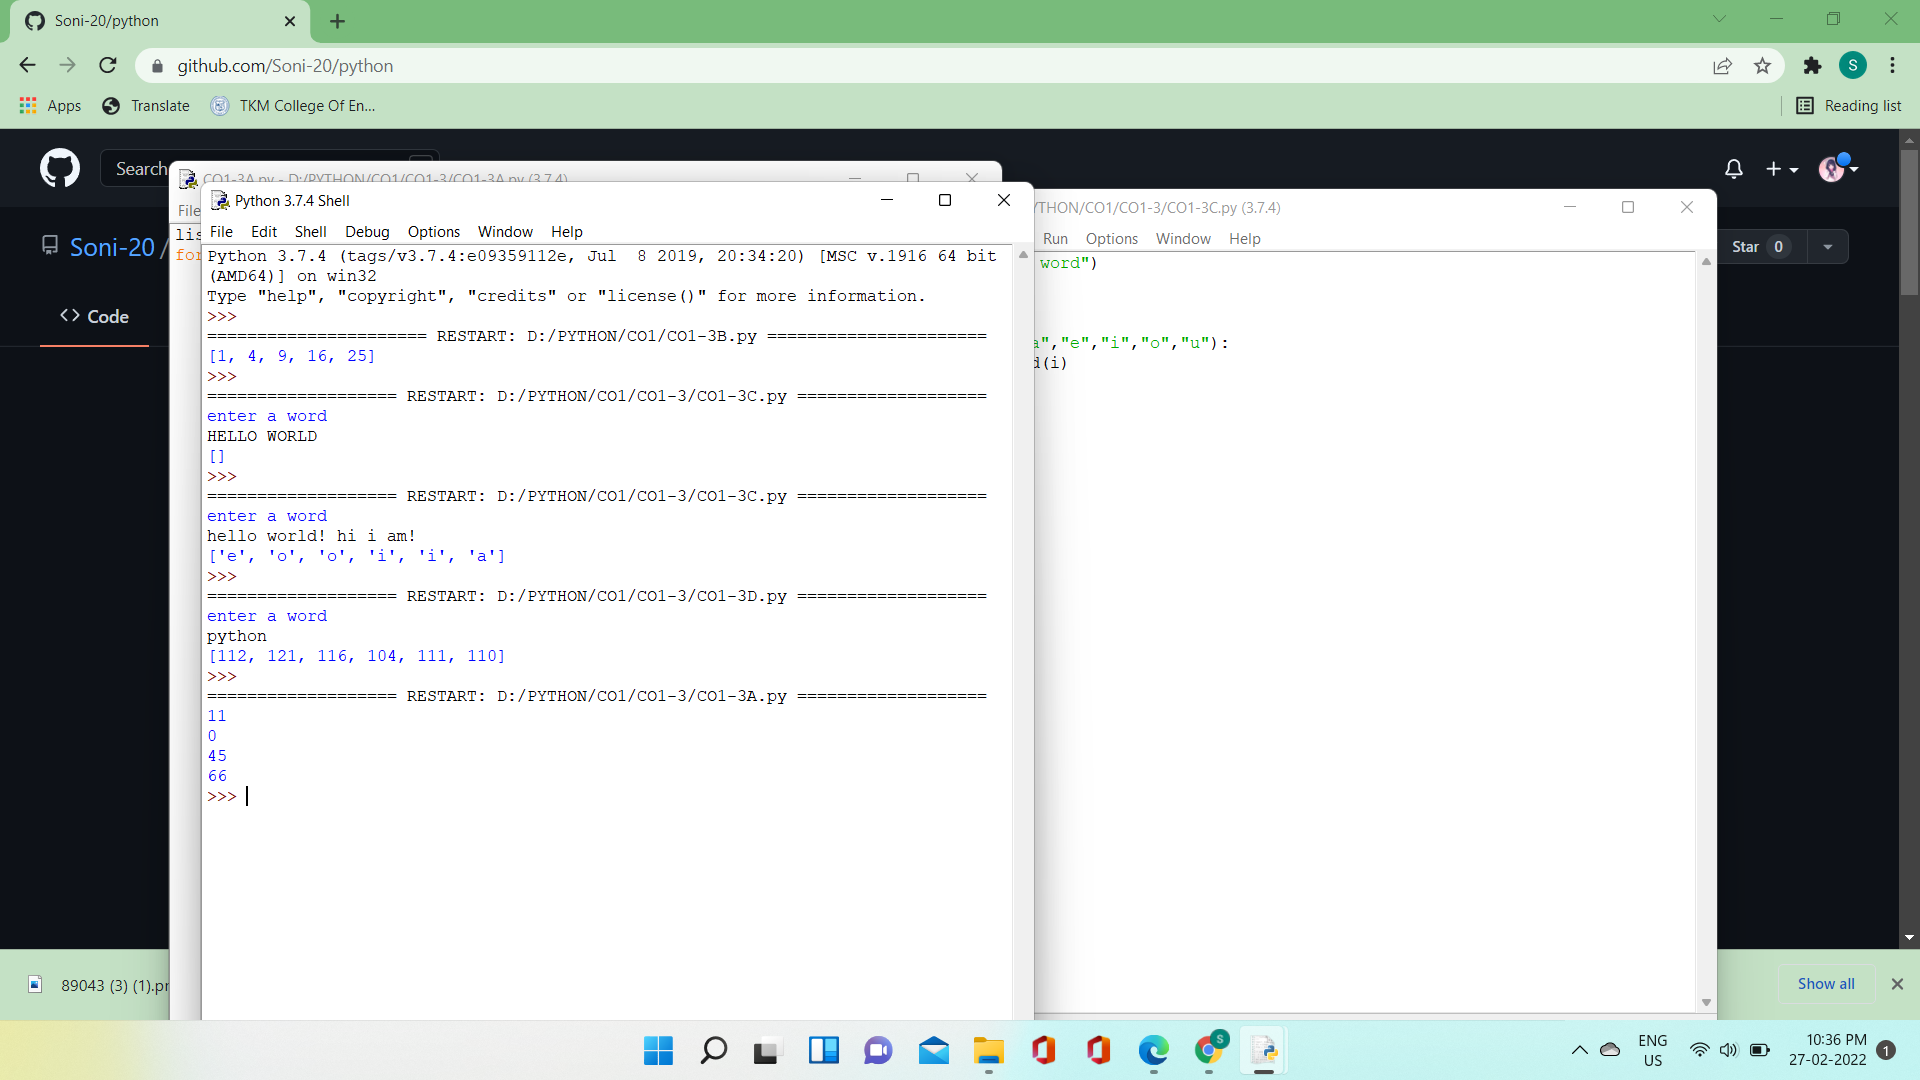 Soni-20/python
github.com/Soni-20/python
Apps
Translate
TKM College Of En...
Reading list
Search
CO1-3A.py - D:/PYTHON/CO1/CO1-3/CO1-3A.py (3.7.4)
File
lis
for
Python 3.7.4 Shell
File Edit Shell Debug Options Window Help
Python 3.7.4 (tags/v3.7.4:e09359112e, Jul  8 2019, 20:34:20) [MSC v.1916 64 bit
(AMD64)] on win32
Type "help", "copyright", "credits" or "license()" for more information.
>>>
====================== RESTART: D:/PYTHON/CO1/CO1-3B.py ======================
[1, 4, 9, 16, 25]
>>>
=================== RESTART: D:/PYTHON/CO1/CO1-3/CO1-3C.py ===================
enter a word
HELLO WORLD
[]
>>>
=================== RESTART: D:/PYTHON/CO1/CO1-3/CO1-3C.py ===================
enter a word
hello world! hi i am!
['e', 'o', 'o', 'i', 'i', 'a']
>>>
=================== RESTART: D:/PYTHON/CO1/CO1-3/CO1-3D.py ===================
enter a word
python
[112, 121, 116, 104, 111, 110]
>>>
=================== RESTART: D:/PYTHON/CO1/CO1-3/CO1-3A.py ===================
11
0
45
66
>>>
YTHON/CO1/CO1-3/CO1-3C.py (3.7.4)
Run Options Window Help
word")
a","e","i","o","u"):
d(i)
Soni-20 /
Star 0
<> Code
89043 (3) (1).pr
Show all
S
S
ENG
US
10:36 PM
27-02-2022
1